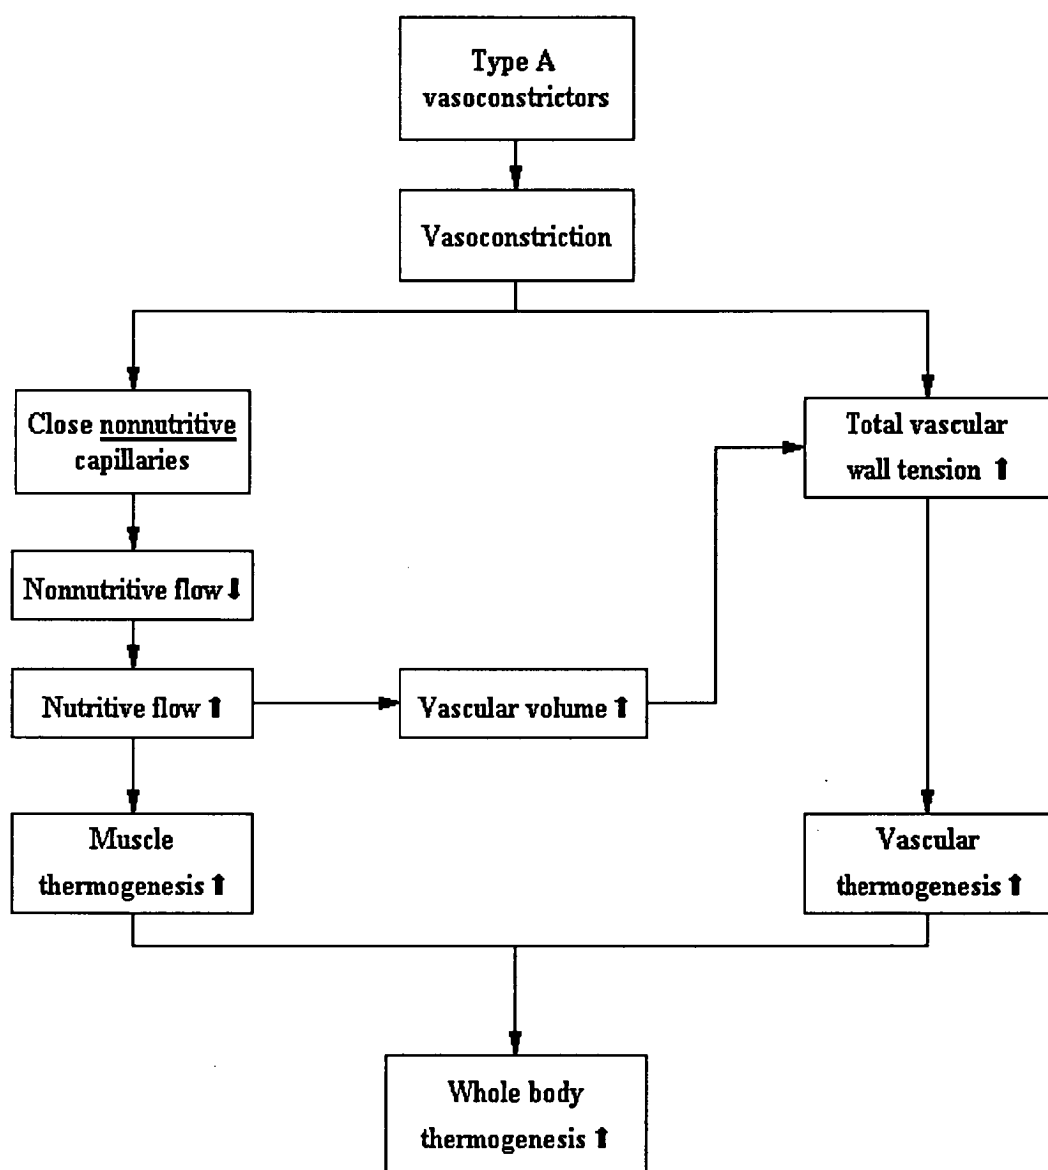 Type A
vasoconstrictors
Vasoconstriction
Close nonnutritive
capillaries
Total vascular
wall tension ⬆
Nonnutritive flow ⬇
Nutritive flow ⬆
Vascular volume ⬆
Muscle
thermogenesis ⬆
Vascular
thermogenesis ⬆
Whole body
thermogenesis ⬆